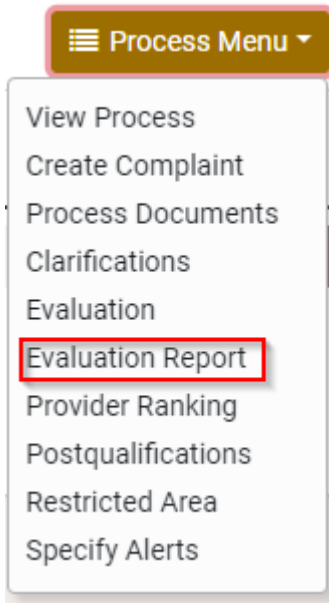 Process Menu
View Process
Create Complaint
Process Documents
Clarifications
Evaluation
Evaluation Report
Provider Ranking
Postqualifications
Restricted Area
Specify Alerts